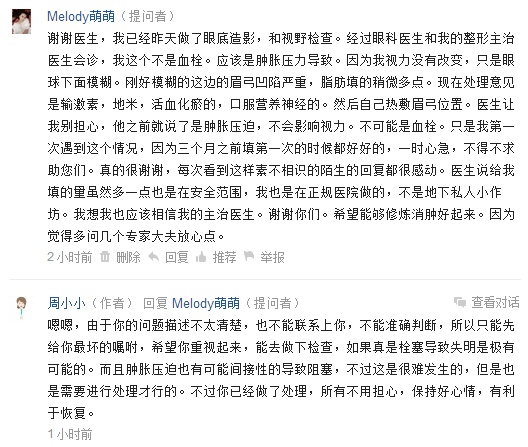 Melody萌萌（提问者）
谢谢医生，我已经昨天做了眼底造影，和视野检查。经过眼科医生和我的整形主治
医生会诊，我这个不是血栓。应该是肿胀压力导致。因为我视力没有改变，只是眼
球下面模糊。刚好模糊的这边的眉弓凹陷严重，脂肪填的稍微多点。现在处理意见
是输激素，地米，活血化瘀的，口服营养神经的。然后自己热敷眉弓位置。医生让
我别担心，他之前就说了是肿胀压迫，不会影响视力。不可能是血栓。只是我第一
次遇到这个情况，因为三个月之前填第一次的时候都好好的，一时心急，不得不求
助您们。真的很谢谢，每次看到这样素不相识的陌生的回复都很感动。医生说给我
填的量虽然多一点也是在安全范围，我也是在正规医院做的，不是地下私人小作
坊。我想我也应该相信我的主治医生。谢谢你们。希望能够修炼消肿好起来。因为
觉得多问几个专家大夫放心点。
2小时前 删除 回复 推荐 举报
周小小（作者） 回复 Melody萌萌（提问者） 查看对话
嗯嗯，由于你的问题描述不太清楚，也不能联系上你，不能准确判断，所以只能先
给你最坏的嘱咐，希望你重视起来，能去做下检查，如果真是栓塞导致失明是极有
可能的。而且肿胀压迫也有可能间接性的导致阻塞，不过这是很难发生的，但是也
是需要进行处理才行的。不过你已经做了处理，所有不用担心，保持好心情，有利
于恢复。
1小时前